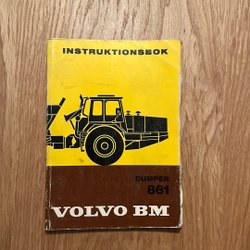 INSTRUKTIONSBOK
DUMPER
861
VOLVO BM